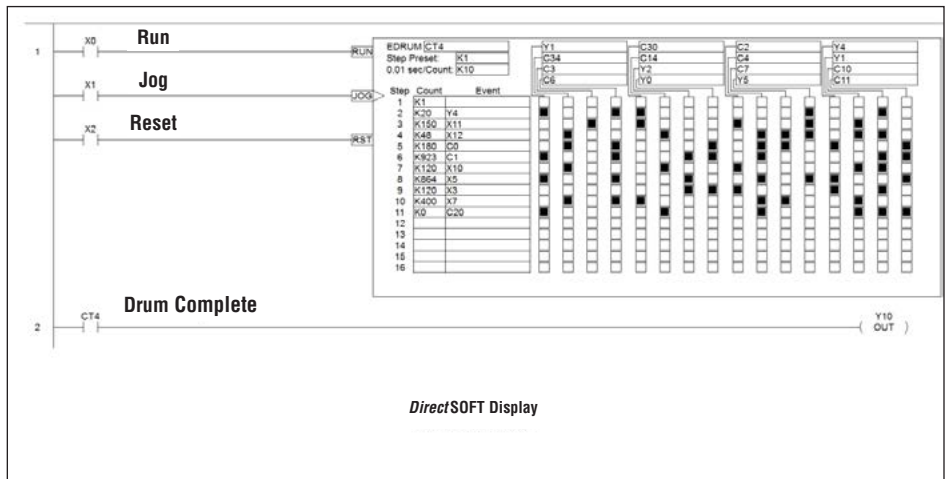 1
X0
Run
RUN
X1
Jog
JOG
X2
Reset
RST
EDRUM CT4
Step Preset: K1
0.01 sec/Count: K10
Y1 C30 C2 Y4
C34 C14 C4 Y1
C3 Y2 C7 C10
C6 Y0 Y5 C11
Step Count Event
1 K1
2 K20 Y4
3 K150 X11
4 K48 X12
5 K180 C0
6 K923 C1
7 K120 X10
8 K864 X5
9 K120 X3
10 K400 X7
11 K0 C20
12
13
14
15
16
Drum Complete
2
CT4
Y10
( OUT )
DirectSOFT Display